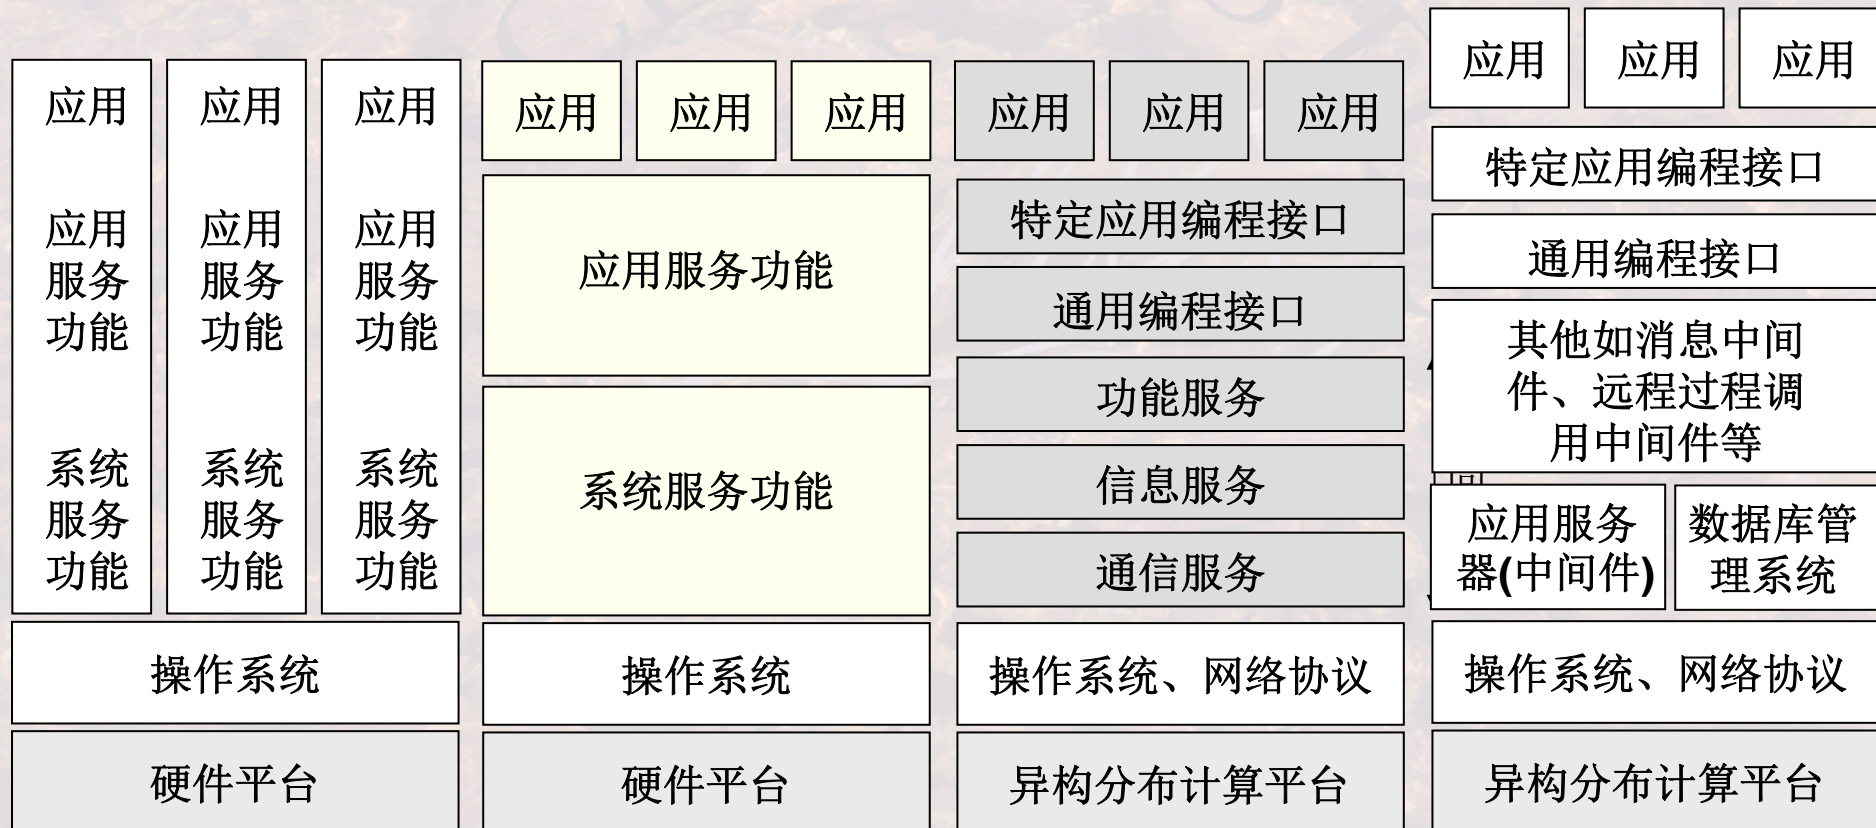 应用
应用
服务
功能
系统
服务
功能
应用
应用
服务
功能
系统
服务
功能
应用
应用
服务
功能
系统
服务
功能
操作系统
硬件平台
应用
应用
应用
应用服务功能
系统服务功能
操作系统
硬件平台
应用
应用
应用
特定应用编程接口
通用编程接口
功能服务
信息服务
通信服务
操作系统、网络协议
异构分布计算平台
应用
应用
应用
特定应用编程接口
通用编程接口
其他如消息中间
件、远程过程调
用中间件等
应用服务
器(中间件)
数据库管
理系统
操作系统、网络协议
异构分布计算平台